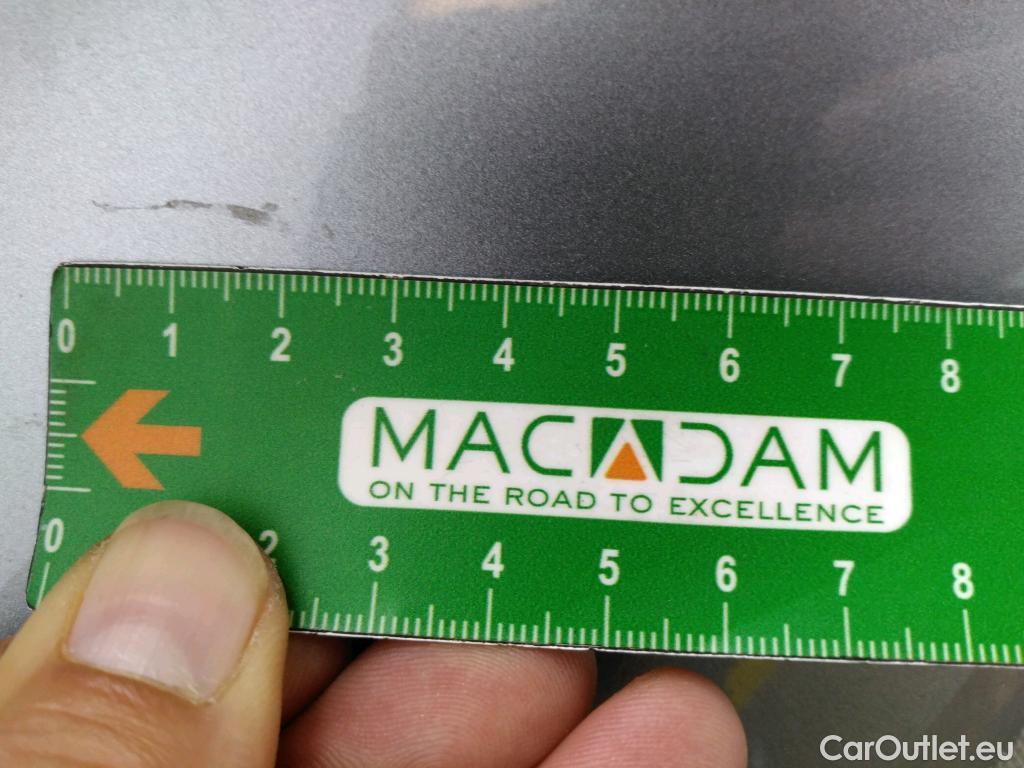 0 1 2 3 4 5 6 7 8
MACADAM
ON THE ROAD TO EXCELLENCE
0 2 3 4 5 6 7 8
CarOutlet.eu